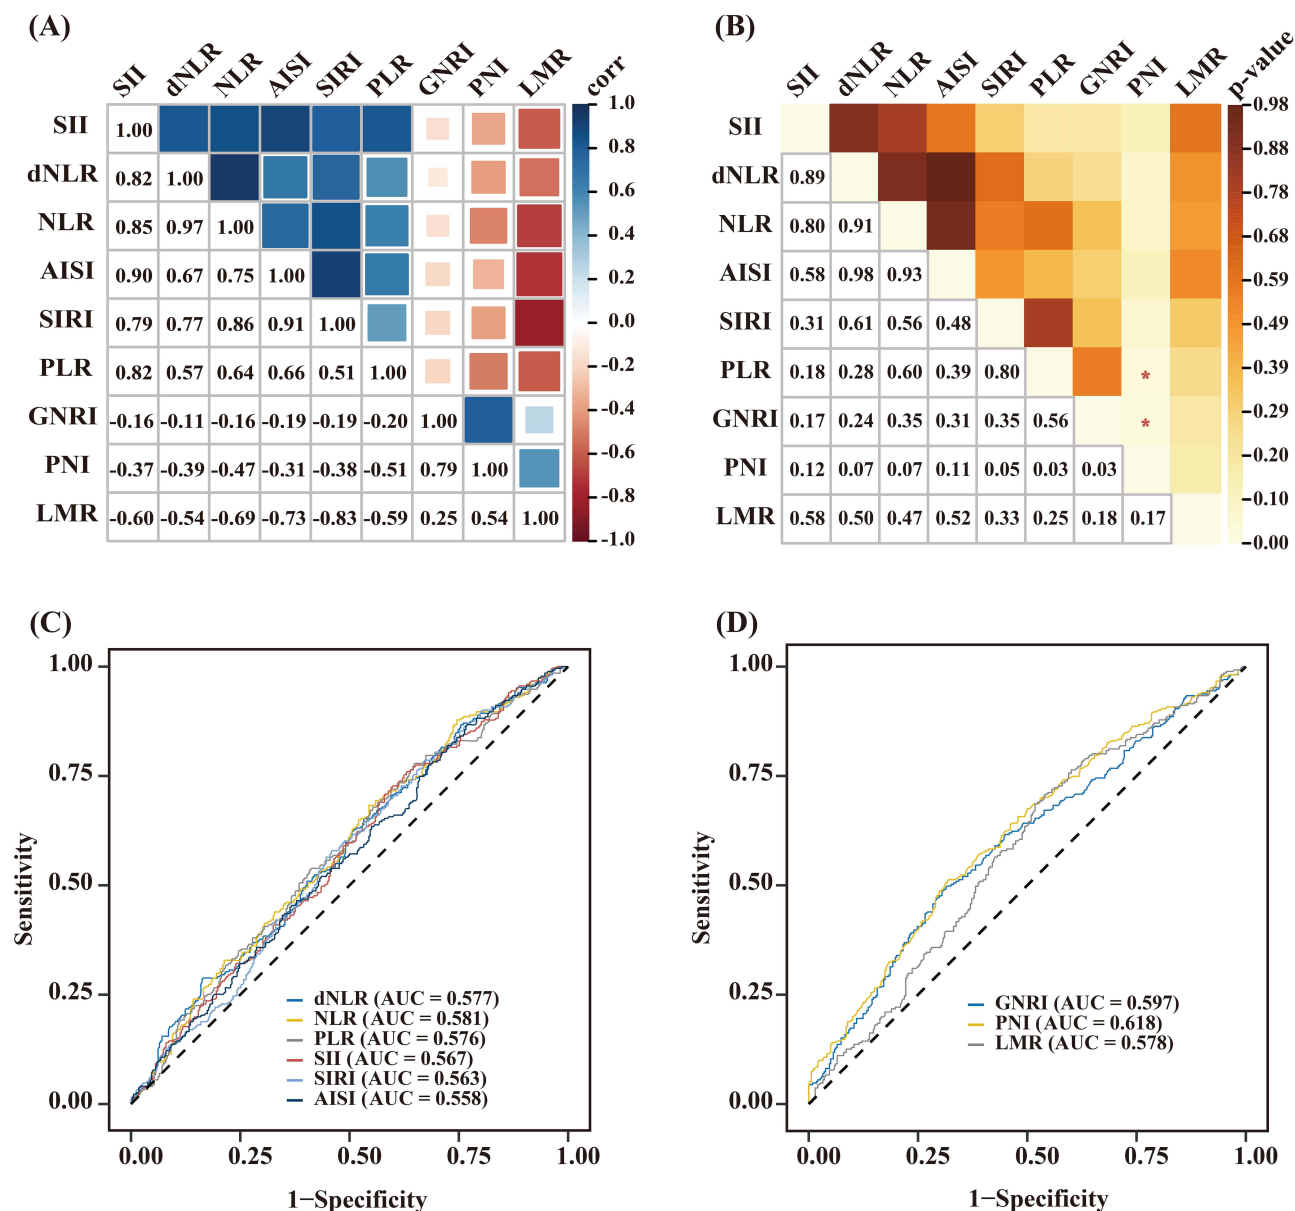 (A)
SII dNLR NLR AISI SIRI PLR GNRI PNI LMR corr
SII 1.00
dNLR 0.82 1.00
NLR 0.85 0.97 1.00
AISI 0.90 0.67 0.75 1.00
SIRI 0.79 0.77 0.86 0.91 1.00
PLR 0.82 0.57 0.64 0.66 0.51 1.00
GNRI -0.16 -0.11 -0.16 -0.19 -0.19 -0.20 1.00
PNI -0.37 -0.39 -0.47 -0.31 -0.38 -0.51 0.79 1.00
LMR -0.60 -0.54 -0.69 -0.73 -0.83 -0.59 0.25 0.54 1.00
1.0
0.8
0.6
0.4
0.2
0.0
-0.2
-0.4
-0.6
-0.8
-1.0
(B)
SII dNLR NLR AISI SIRI PLR GNRI PNI LMR p-value
SII
dNLR 0.89
NLR 0.80 0.91
AISI 0.58 0.98 0.93
SIRI 0.31 0.61 0.56 0.48
PLR 0.18 0.28 0.60 0.39 0.80 *
GNRI 0.17 0.24 0.35 0.31 0.35 0.56 *
PNI 0.12 0.07 0.07 0.11 0.05 0.03 0.03
LMR 0.58 0.50 0.47 0.52 0.33 0.25 0.18 0.17
0.98
0.88
0.78
0.68
0.59
0.49
0.39
0.29
0.20
0.10
0.00
(C)
Sensitivity
1.00
0.75
0.50
0.25
0.00
dNLR (AUC = 0.577)
NLR (AUC = 0.581)
PLR (AUC = 0.576)
SII (AUC = 0.567)
SIRI (AUC = 0.563)
AISI (AUC = 0.558)
0.00 0.25 0.50 0.75 1.00
1−Specificity
(D)
Sensitivity
1.00
0.75
0.50
0.25
0.00
GNRI (AUC = 0.597)
PNI (AUC = 0.618)
LMR (AUC = 0.578)
0.00 0.25 0.50 0.75 1.00
1−Specificity